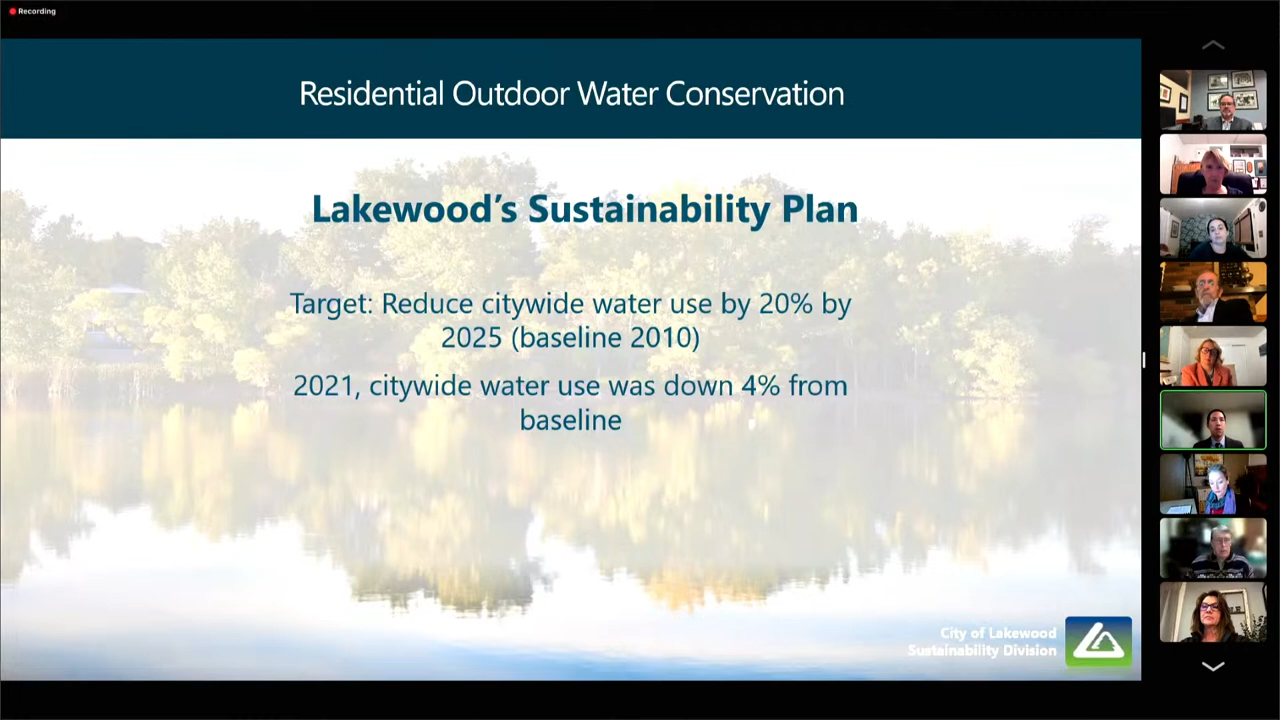 Recording
Residential Outdoor Water Conservation
Lakewood's Sustainability Plan
Target: Reduce citywide water use by 20% by
2025 (baseline 2010)
2021, citywide water use was down 4% from
baseline
City of Lakewood
Sustainability Division